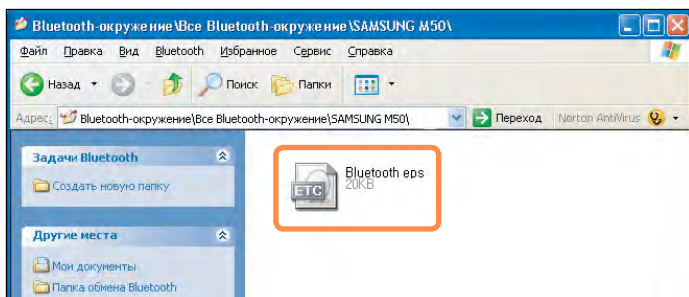 Bluetooth-окружение\Все Bluetooth-окружение\SAMSUNG M50\
Файл Правка Вид Bluetooth Избранное Сервис Справка
Назад Поиск Папки
Адрес: Bluetooth-окружение\Все Bluetooth-окружение\SAMSUNG M50\ Переход Norton AntiVirus
Задачи Bluetooth
Создать новую папку
Другие места
Мои документы
Папка обмена Bluetooth
ETC
Bluetooth eps
20KB